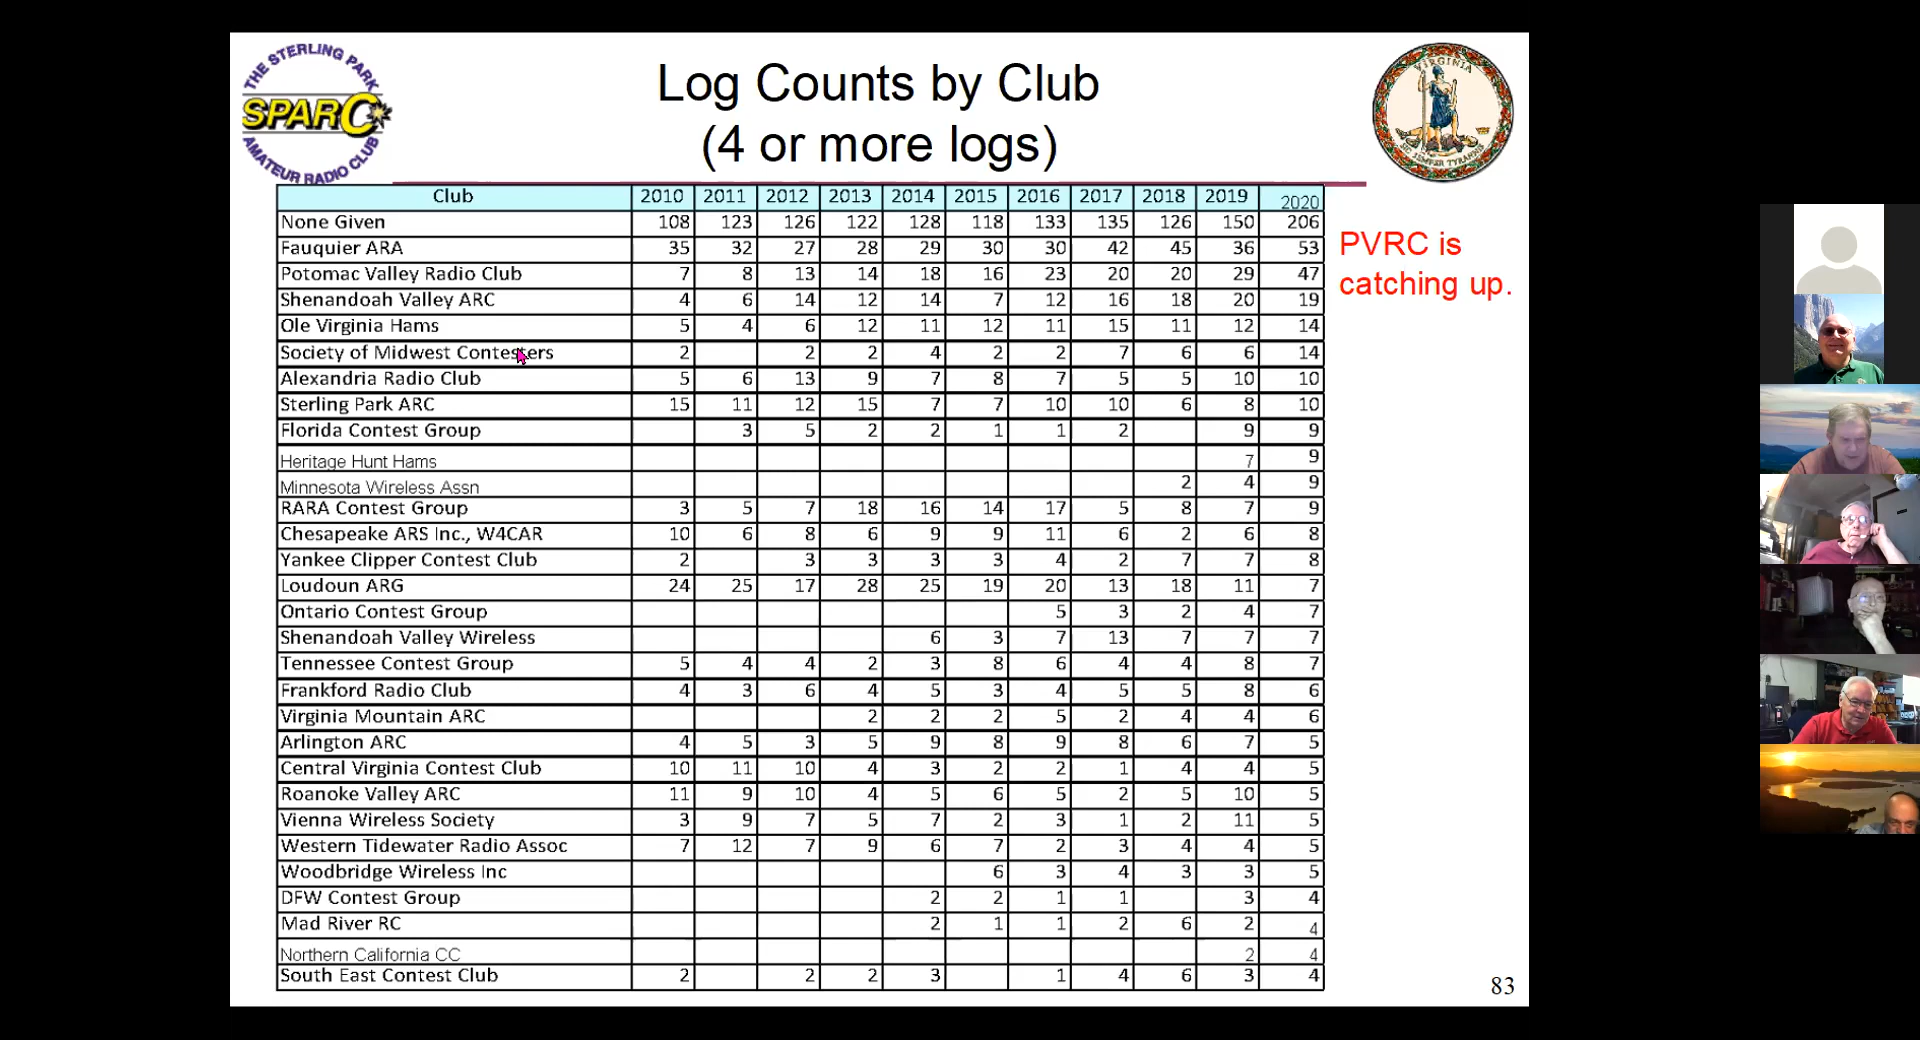 THE STERLING PARK
SPARC
AMATEUR RADIO CLUB
Log Counts by Club
(4 or more logs)
VIRGINIA
SIC SEMPER TYRANNIS
Club 2010 2011 2012 2013 2014 2015 2016 2017 2018 2019 2020
None Given 108 123 126 122 128 118 133 135 126 150 206
Fauquier ARA 35 32 27 28 29 30 30 42 45 36 53
Potomac Valley Radio Club 7 8 13 14 18 16 23 20 20 29 47
Shenandoah Valley ARC 4 6 14 12 14 7 12 16 18 20 19
Ole Virginia Hams 5 4 6 12 11 12 11 15 11 12 14
Society of Midwest Contesters 2 2 2 4 2 2 7 6 6 14
Alexandria Radio Club 5 6 13 9 7 8 7 5 5 10 10
Sterling Park ARC 15 11 12 15 7 7 10 10 6 8 10
Florida Contest Group 3 5 2 2 1 1 2 9 9
Heritage Hunt Hams 7 9
Minnesota Wireless Assn 2 4 9
RARA Contest Group 3 5 7 18 16 14 17 5 8 7 9
Chesapeake ARS Inc., W4CAR 10 6 8 6 9 9 11 6 2 6 8
Yankee Clipper Contest Club 2 3 3 3 3 4 2 7 7 8
Loudoun ARG 24 25 17 28 25 19 20 13 18 11 7
Ontario Contest Group 5 3 2 4 7
Shenandoah Valley Wireless 6 3 7 13 7 7 7
Tennessee Contest Group 5 4 4 2 3 8 6 4 4 8 7
Frankford Radio Club 4 3 6 4 5 3 4 5 5 8 6
Virginia Mountain ARC 2 2 2 5 2 4 4 6
Arlington ARC 4 5 3 5 9 8 9 8 6 7 5
Central Virginia Contest Club 10 11 10 4 3 2 2 1 4 4 5
Roanoke Valley ARC 11 9 10 4 5 6 5 2 5 10 5
Vienna Wireless Society 3 9 7 5 7 2 3 1 2 11 5
Western Tidewater Radio Assoc 7 12 7 9 6 7 2 3 4 4 5
Woodbridge Wireless Inc 6 3 4 3 3 5
DFW Contest Group 2 2 1 1 3 4
Mad River RC 2 1 1 2 6 2 4
Northern California CC 2 4
South East Contest Club 2 2 2 3 1 4 6 3 4
PVRC is
catching up.
83